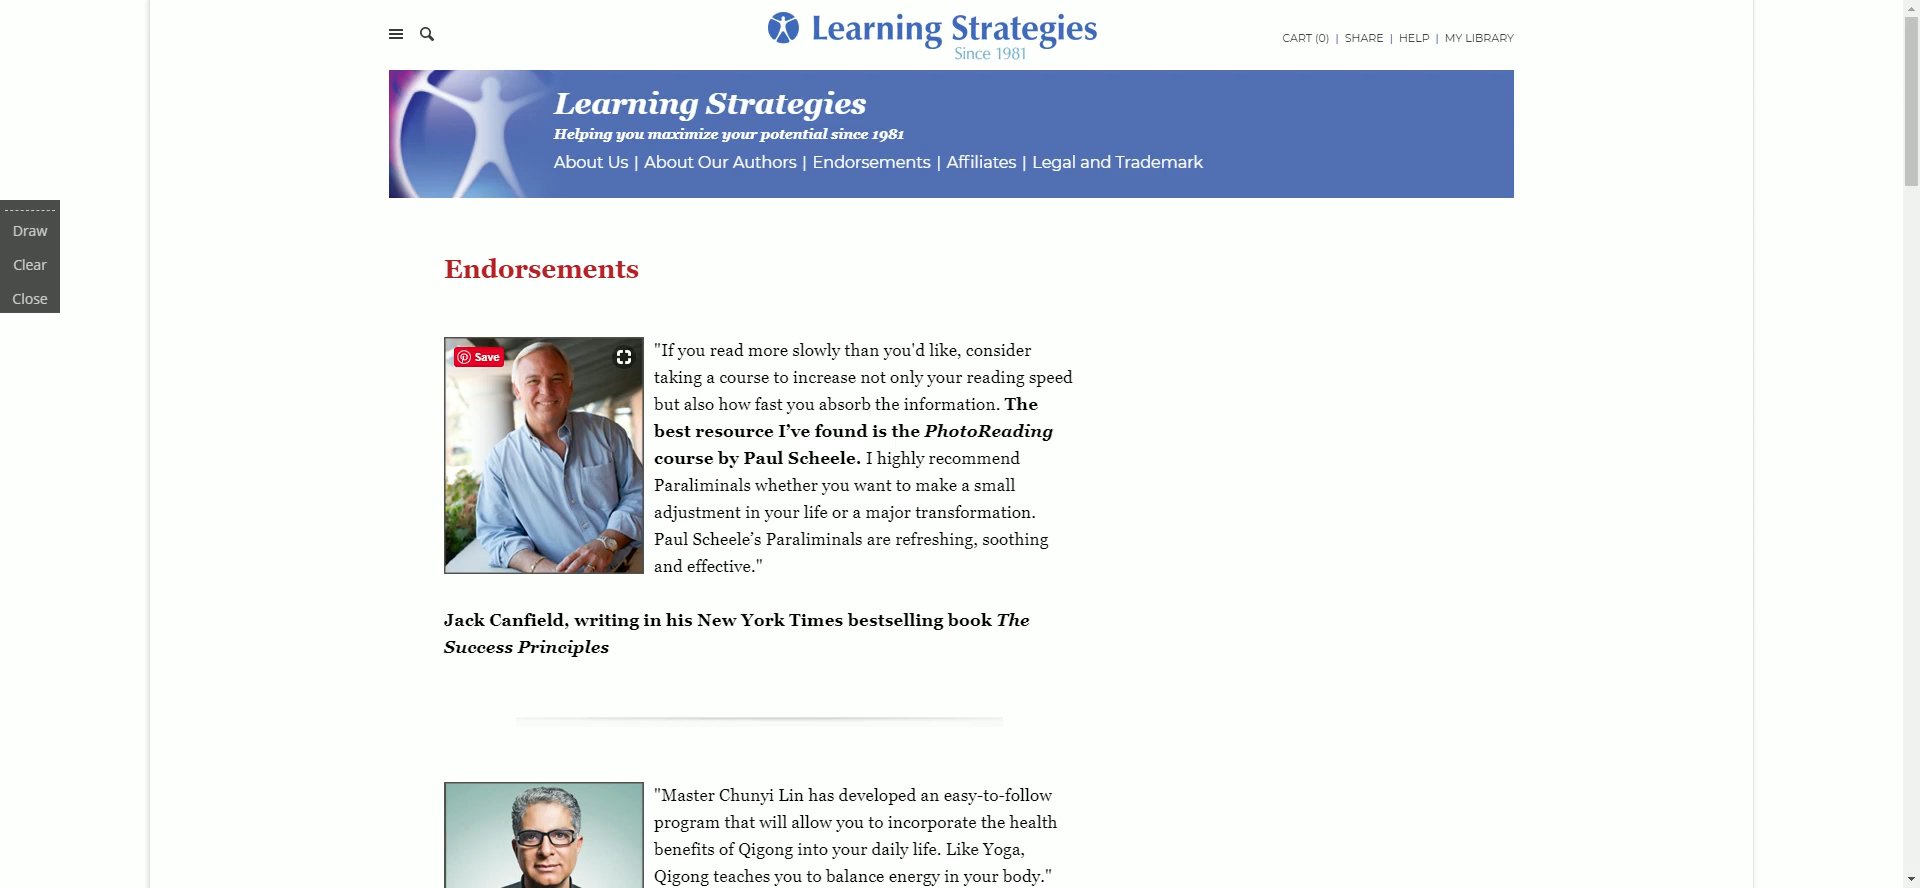 Learning Strategies
Since 1981
CART (0) | SHARE | HELP | MY LIBRARY
Learning Strategies
Helping you maximize your potential since 1981
About Us | About Our Authors | Endorsements | Affiliates | Legal and Trademark
Draw
Clear
Close
Endorsements
Save
"If you read more slowly than you'd like, consider
taking a course to increase not only your reading speed
but also how fast you absorb the information. The
best resource I’ve found is the PhotoReading
course by Paul Scheele. I highly recommend
Paraliminals whether you want to make a small
adjustment in your life or a major transformation.
Paul Scheele’s Paraliminals are refreshing, soothing
and effective."
Jack Canfield, writing in his New York Times bestselling book The
Success Principles
"Master Chunyi Lin has developed an easy-to-follow
program that will allow you to incorporate the health
benefits of Qigong into your daily life. Like Yoga,
Qigong teaches you to balance energy in your body."